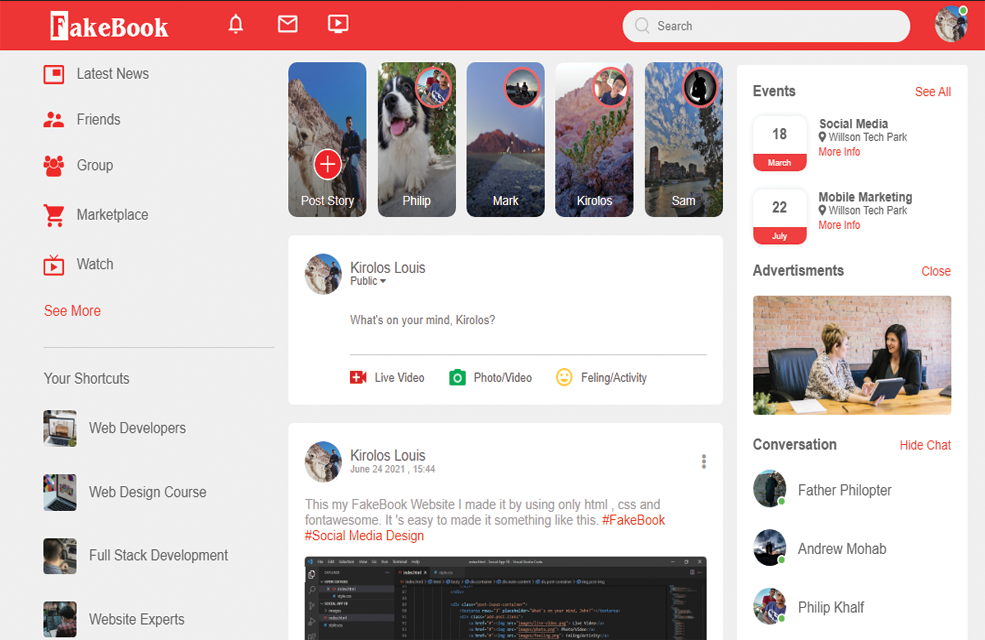 FakeBook
Search
Latest News
Friends
Group
Marketplace
Watch
See More
Your Shortcuts
Web Developers
Web Design Course
Full Stack Development
Website Experts
Post Story
Philip
Mark
Kirolos
Sam
Kirolos Louis
Public
What's on your mind, Kirolos?
Live Video
Photo/Video
Feling/Activity
Kirolos Louis
June 24 2021 , 15:44
This my FakeBook Website I made it by using only html , css and
fontawesome. It 's easy to made it something like this. #FakeBook
#Social Media Design
Events
See All
18
March
Social Media
Willson Tech Park
More Info
22
July
Mobile Marketing
Willson Tech Park
More Info
Advertisments
Close
Conversation
Hide Chat
Father Philopter
Andrew Mohab
Philip Khalf